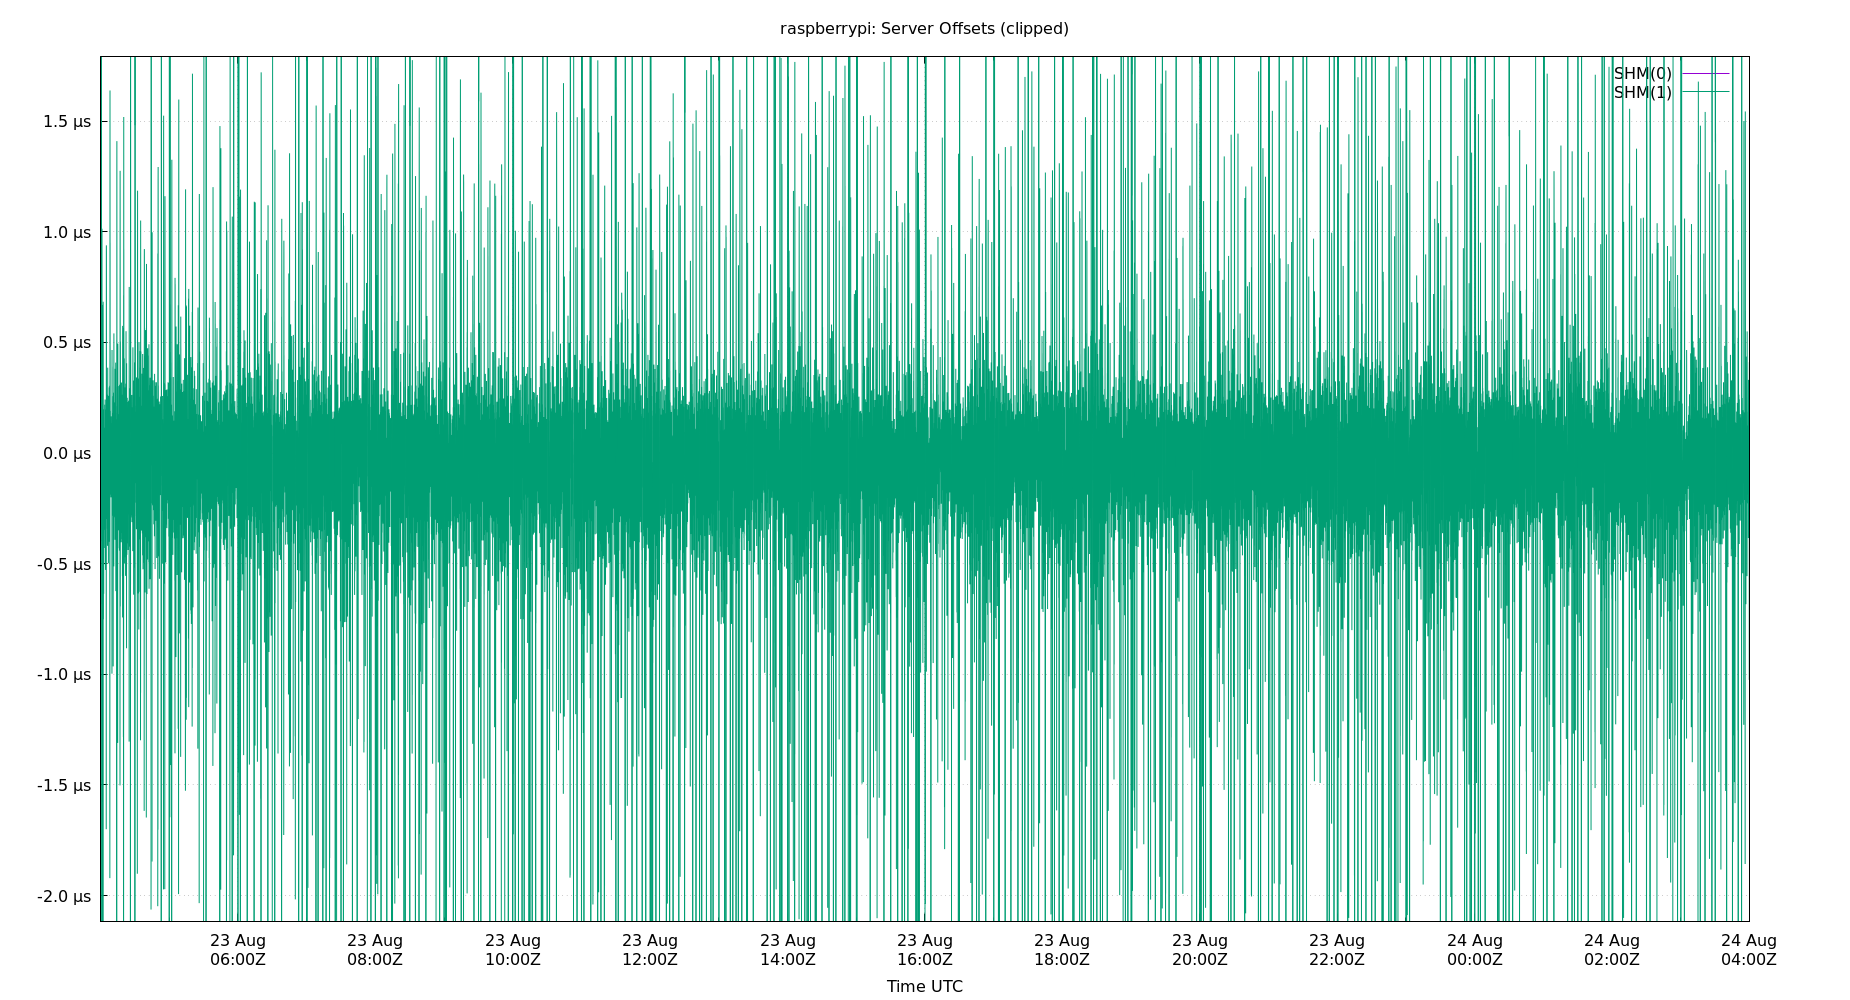 raspberrypi: Server Offsets (clipped)
SHM(0)
SHM(1)
1.5 µs
1.0 µs
0.5 µs
0.0 µs
-0.5 µs
-1.0 µs
-1.5 µs
-2.0 µs
23 Aug 23 Aug 23 Aug 23 Aug 23 Aug 23 Aug 23 Aug 23 Aug 23 Aug 24 Aug 24 Aug 24 Aug
06:00Z 08:00Z 10:00Z 12:00Z 14:00Z 16:00Z 18:00Z 20:00Z 22:00Z 00:00Z 02:00Z 04:00Z
Time UTC